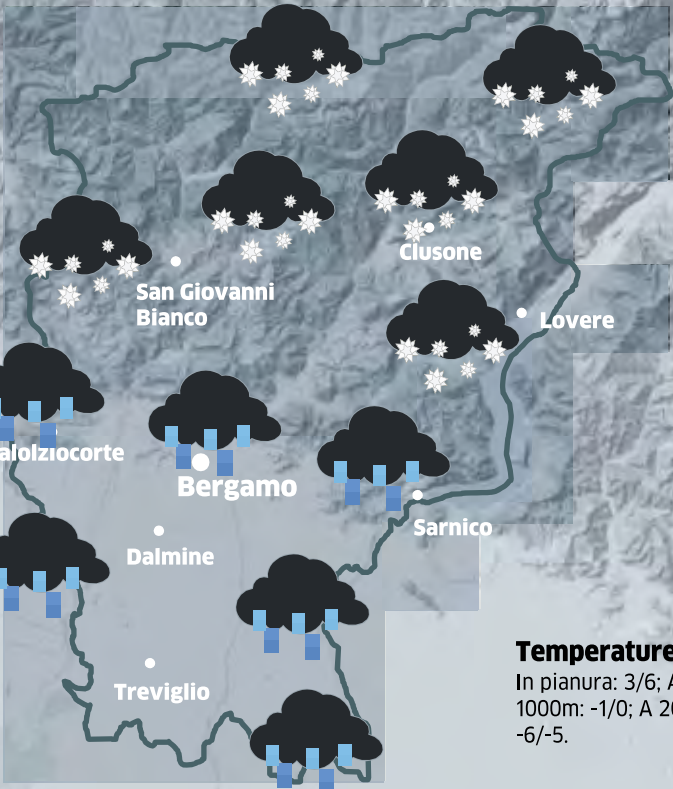 Clusone
San Giovanni
Bianco
Lovere
alolziocorte
Bergamo
Sarnico
Dalmine
Treviglio
Temperature
In pianura: 3/6; A
1000m: -1/0; A 20
-6/-5.